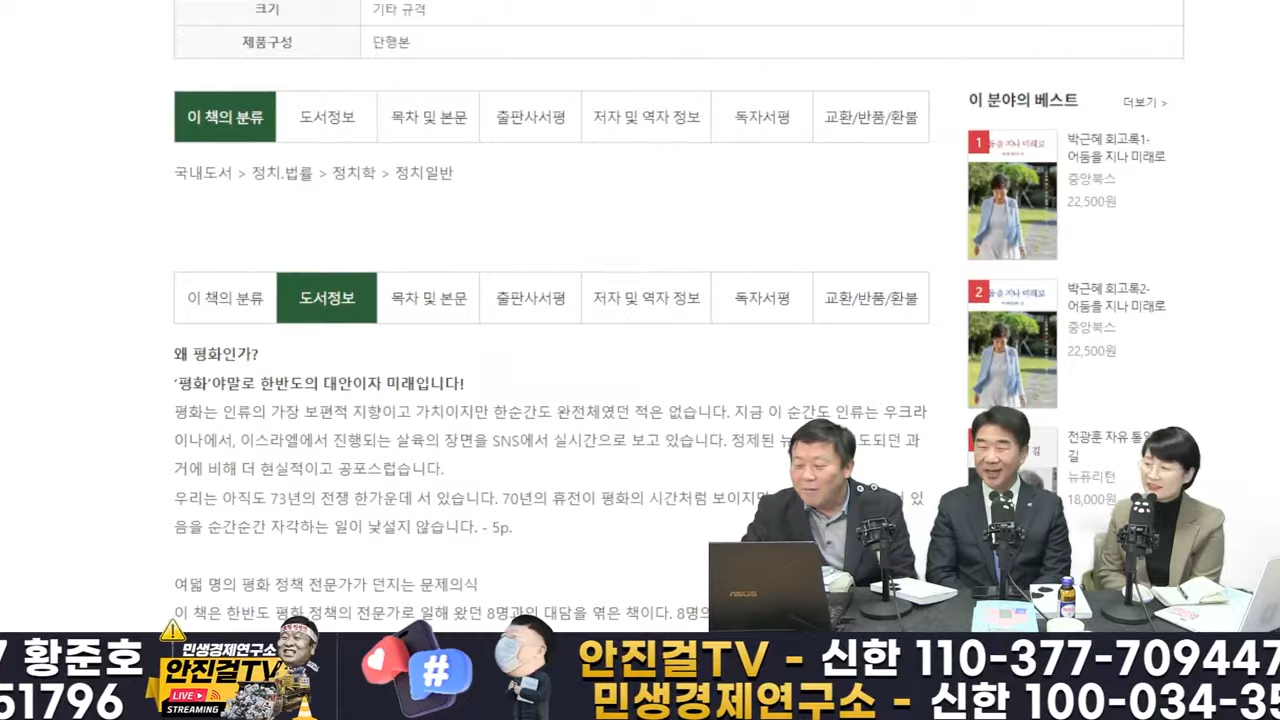 크기
기타 규격
제품구성
단행본
이 책의 분류
도서정보
목차 및 본문
출판사서평
저자 및 역자 정보
독자서평
교환/반품/환불
국내도서 > 정치.법률 > 정치학 > 정치일반
이 책의 분류
도서정보
목차 및 본문
출판사서평
저자 및 역자 정보
독자서평
교환/반품/환불
왜 평화인가?
‘평화’야말로 한반도의 대안이자 미래입니다!
평화는 인류의 가장 보편적 지향이고 가치이지만 한순간도 완전체였던 적은 없습니다. 지금 이 순간도 인류는 우크라
이나에서, 이스라엘에서 진행되는 살육의 장면을 SNS에서 실시간으로 보고 있습니다. 정제된 도되던 과
거에 비해 더 현실적이고 공포스럽습니다.
우리는 아직도 73년의 전쟁 한가운데 서 있습니다. 70년의 휴전이 평화의 시간처럼 보이지만 서 있
음을 순간순간 자각하는 일이 낯설지 않습니다. - 5p.
여덟 명의 평화 정책 전문가가 던지는 문제의식
이 책은 한반도 평화 정책의 전문가로 일해 왔던 8명과의 대담을 엮은 책이다. 8명의
이 분야의 베스트
더보기 >
1
둠을 지나 미래로
박근혜 회고록1-
어둠을 지나 미래로
중앙북스
22,500원
2
둠을 지나 미래로
박근혜 회고록2-
어둠을 지나 미래로
중앙북스
22,500원
길
전광훈 자유 통일
길
뉴퓨리턴
18,000원
ASUS
황준호
51796
민생경제연구소
안진걸TV
LIVE
STREAMING
#
안진걸TV - 신한 110-377-709447
민생경제연구소 - 신한 100-034-35